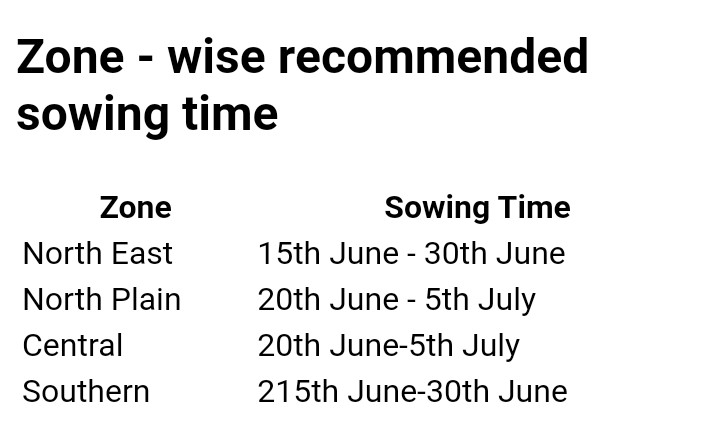 Zone - wise recommended
sowing time
Zone Sowing Time
North East 15th June - 30th June
North Plain 20th June - 5th July
Central 20th June-5th July
Southern 215th June-30th June